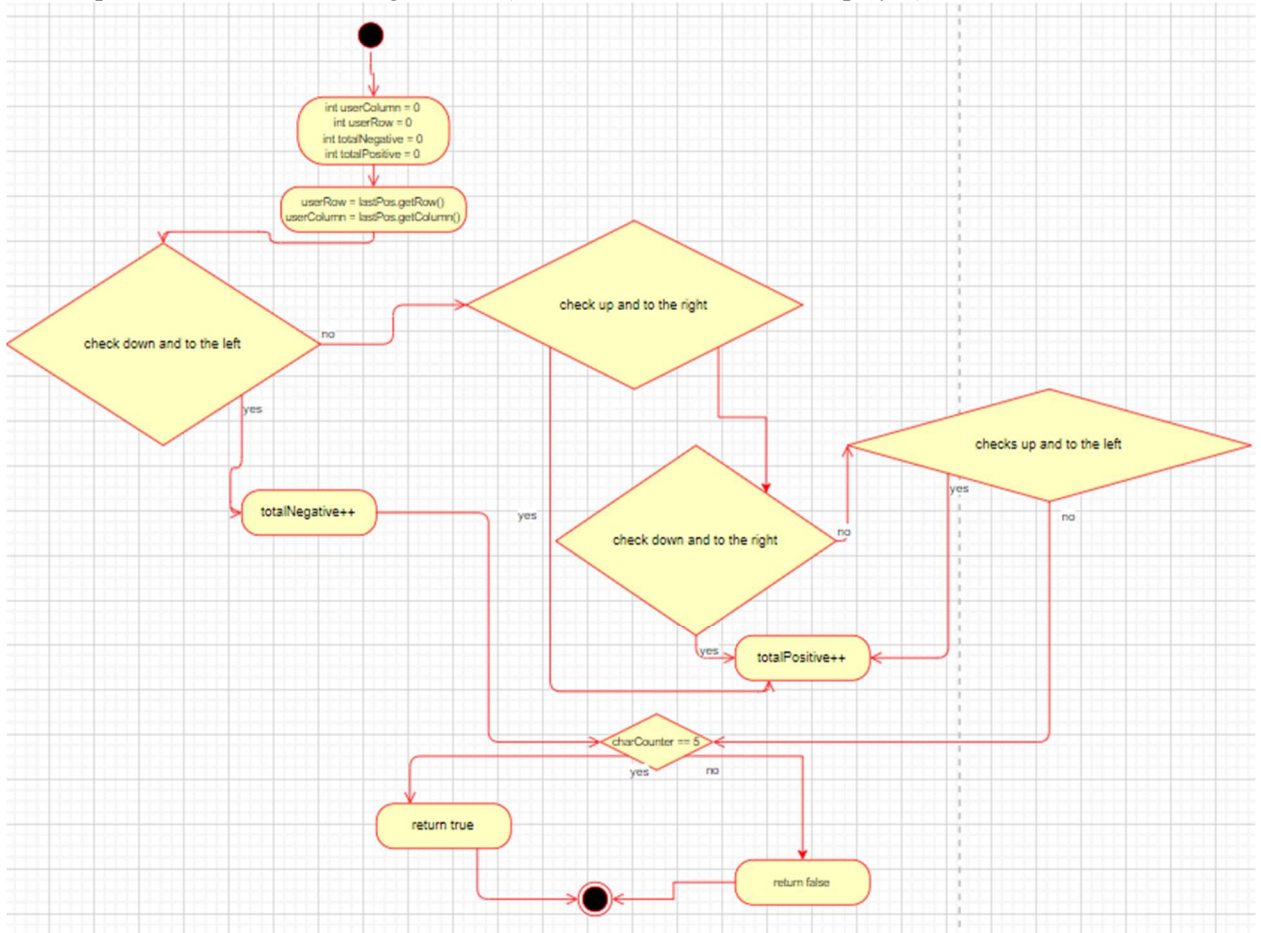 int userColumn = 0
int userRow = 0
int totalNegative = 0
int totalPositive = 0
userRow = lastPos.getRow()
userColumn = lastPos.getColumn()
check up and to the right
no
check down and to the left
yes
checks up and to the left
yes
totalNegative++
yes
no
no
check down and to the right
yes
totalPositive++
charCounter == 5
yes
no
return true
return false